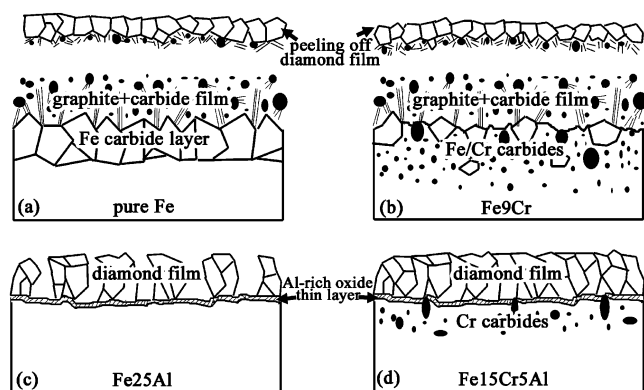 peeling off
diamond film
graphite+carbide film
graphite+carbide film
Fe carbide layer
Fe/Cr carbides
(a)
pure Fe
(b)
Fe9Cr
diamond film
Al-rich oxide
thin layer
diamond film
Cr carbides
(c)
Fe25Al
(d)
Fe15Cr5Al